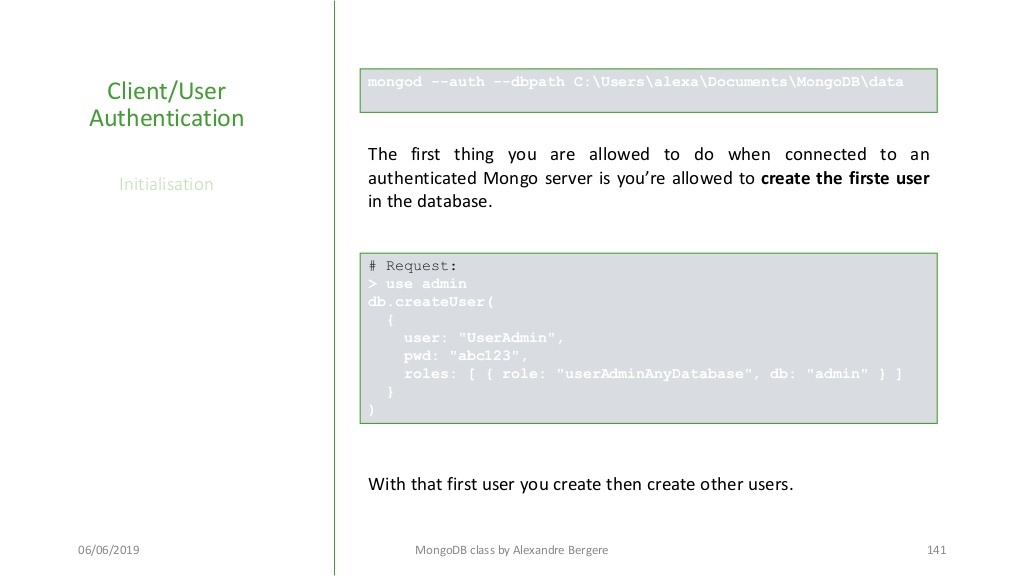 Client/User
Authentication
Initialisation
mongod --auth --dbpath C:\Users\alexa\Documents\MongoDB\data
The first thing you are allowed to do when connected to an
authenticated Mongo server is you’re allowed to create the firste user
in the database.
# Request:
> use admin
db.createUser(
{
user: "UserAdmin",
pwd: "abc123",
roles: [ { role: "userAdminAnyDatabase", db: "admin" } ]
}
)
With that first user you create then create other users.
06/06/2019
MongoDB class by Alexandre Bergere
141